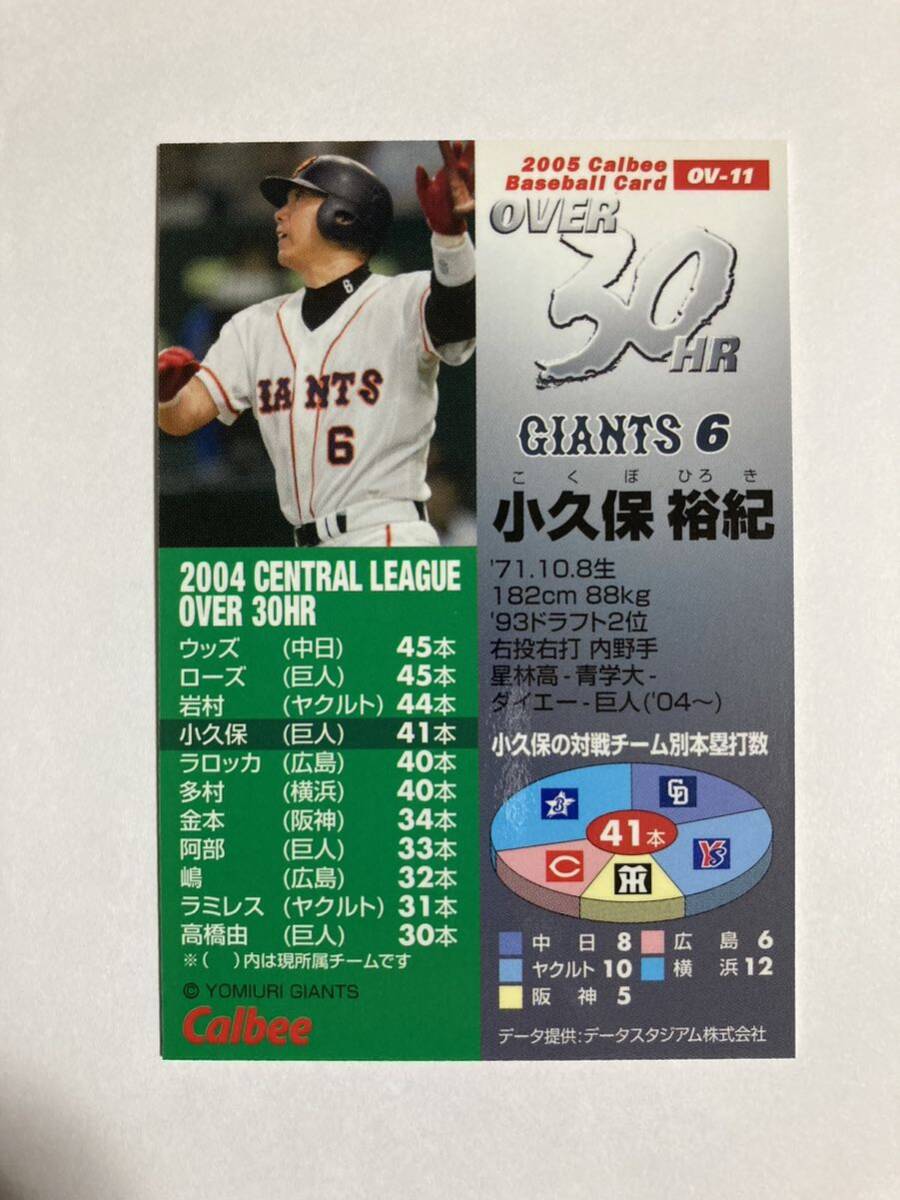 6
IANTS
6
2004 CENTRAL LEAGUE
OVER 30HR
ウッズ (中日) 45本
ローズ (巨人) 45本
岩村 (ヤクルト) 44本
小久保 (巨人) 41本
ラロッカ (広島) 40本
多村 (横浜) 40本
金本 (阪神) 34本
阿部 (巨人) 33本
嶋 (広島) 32本
ラミレス (ヤクルト) 31本
高橋由 (巨人) 30本
※( )内は現所属チームです
© YOMIURI GIANTS
Calbee
2005 Calbee
Baseball Card OV-11
OVER
30
HR
GIANTS 6
こくぼ ひろき
小久保 裕紀
'71.10.8生
182cm 88kg
'93ドラフト2位
右投右打 内野手
星林高-青学大-
ダイエー-巨人('04〜)
小久保の対戦チーム別本塁打数
CD
41本
YS
C
中日 8 広島 6
ヤクルト 10 横浜 12
阪神 5
データ提供:データスタジアム株式会社